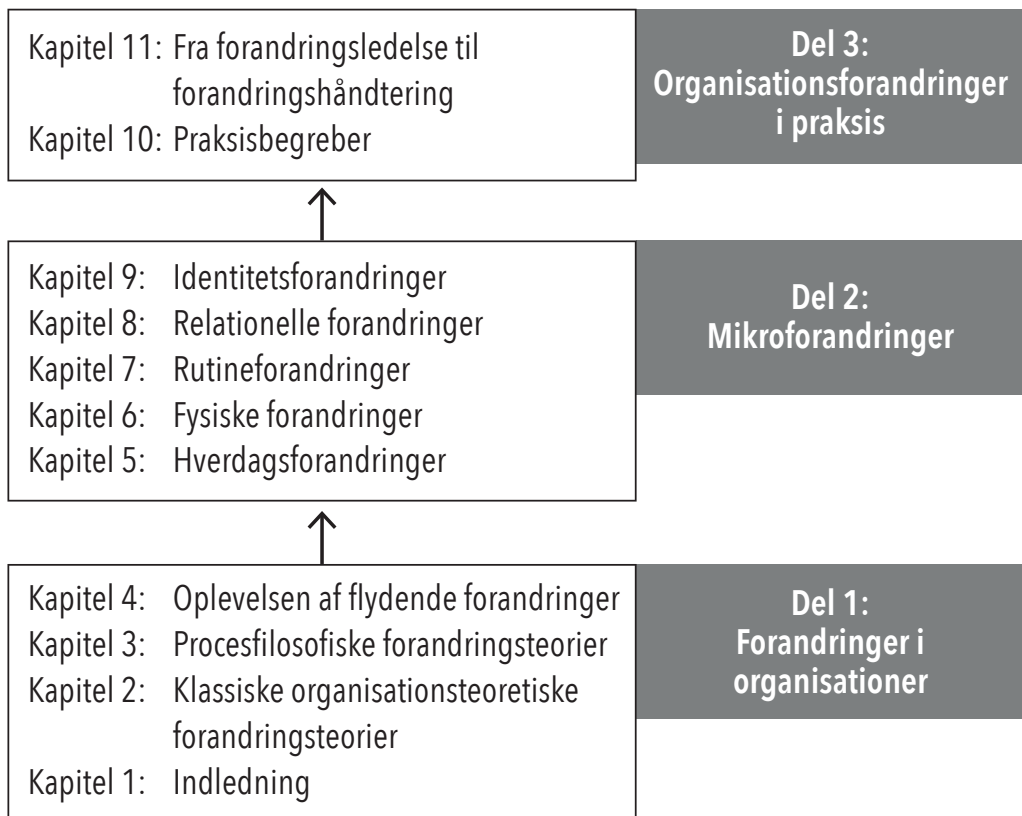 Kapitel 11: Fra forandringsledelse til
forandringshåndtering
Kapitel 10: Praksisbegreber
Del 3:
Organisationsforandringer
i praksis
Kapitel 9: Identitetsforandringer
Kapitel 8: Relationelle forandringer
Kapitel 7: Rutineforandringer
Kapitel 6: Fysiske forandringer
Kapitel 5: Hverdagsforandringer
Del 2:
Mikroforandringer
Kapitel 4: Oplevelsen af flydende forandringer
Kapitel 3: Procesfilosofiske forandringsteorier
Kapitel 2: Klassiske organisationsteoretiske
forandringsteorier
Kapitel 1: Indledning
Del 1:
Forandringer i
organisationer